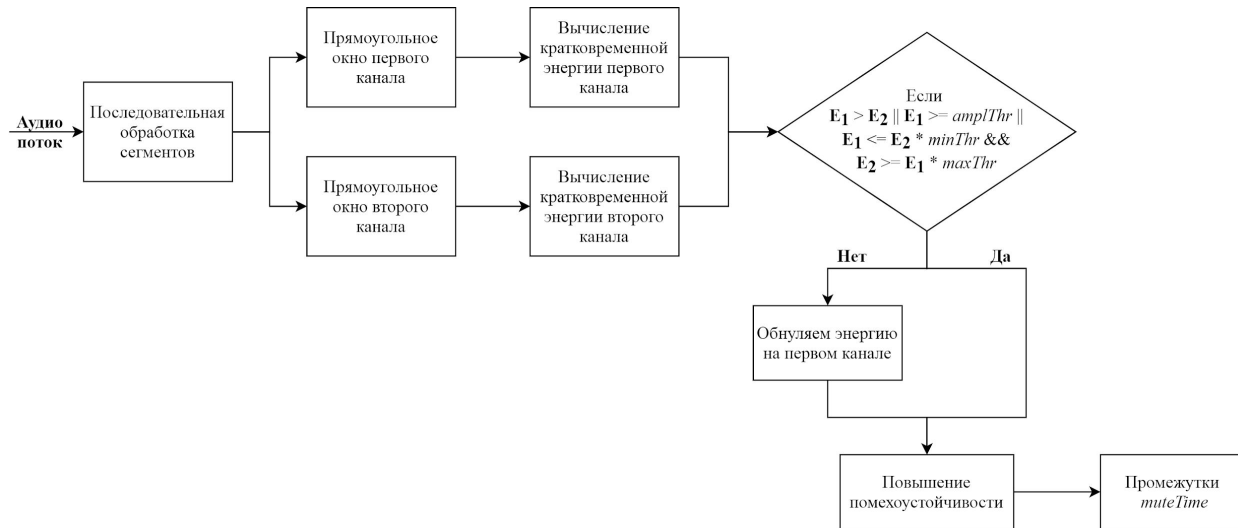 Аудио
поток
Последовательная
обработка
сегментов
Прямоугольное
окно первого
канала
Вычисление
кратковременной
энергии первого
канала
Прямоугольное
окно второго
канала
Вычисление
кратковременной
энергии второго
канала
Если
E1 > E2 || E1 >= amplThr ||
E1 <= E2 * minThr &&
E2 >= E1 * maxThr
Нет
Да
Обнуляем энергию
на первом канале
Повышение
помехоустойчивости
Промежутки
muteTime